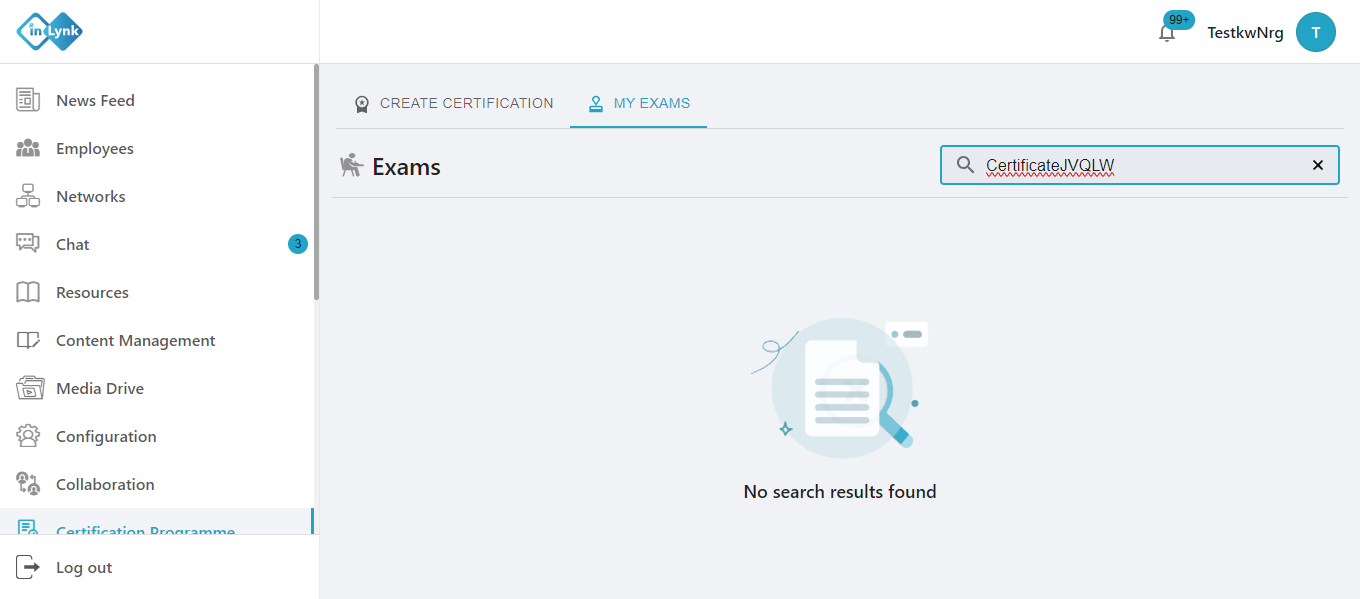 in Lynk
99+
TestkwNrg
T
News Feed
Employees
Networks
Chat
3
Resources
Content Management
Media Drive
Configuration
Collaboration
Certification Programme
Log out
CREATE CERTIFICATION
MY EXAMS
Exams
CertificateJVQLW
No search results found